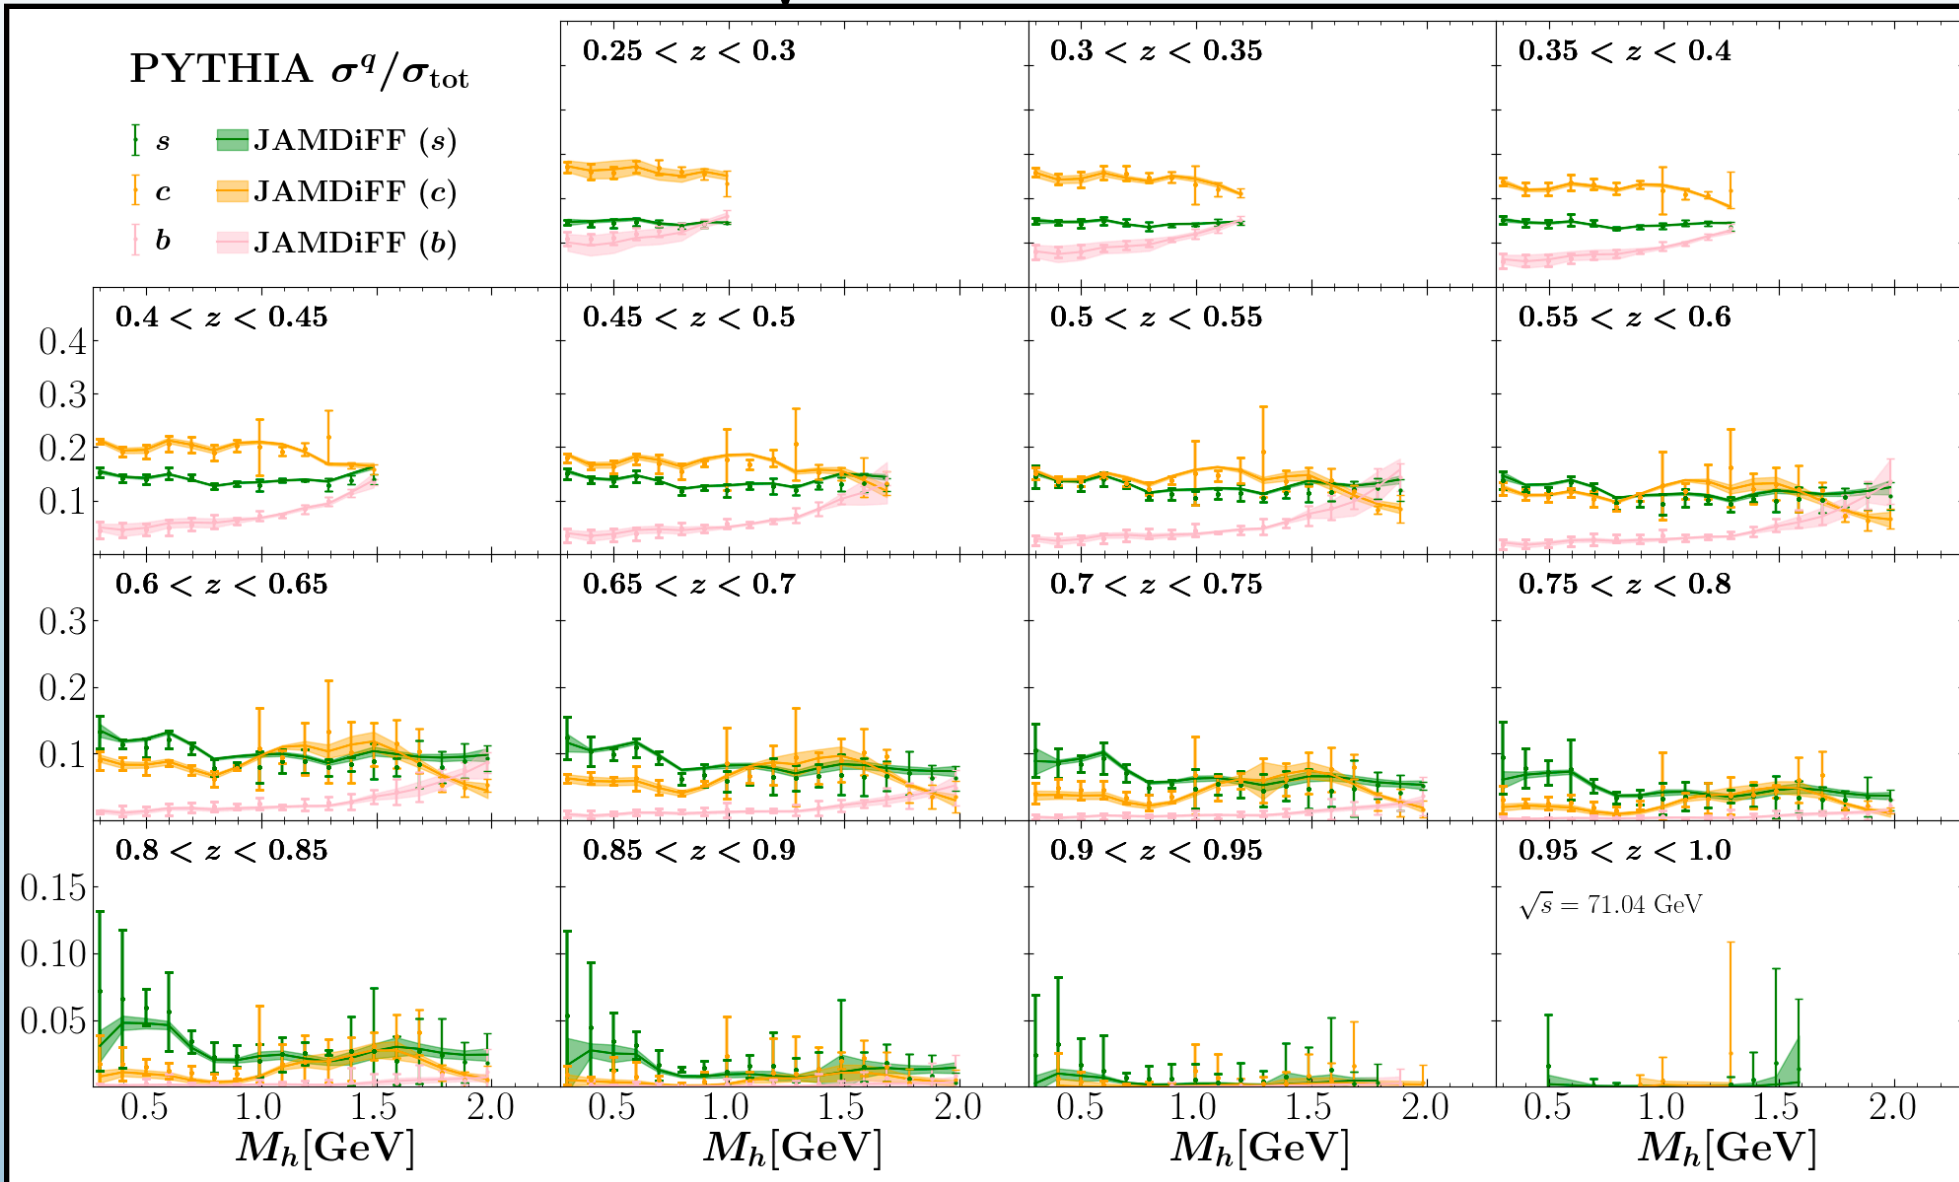 PYTHIA σ^q/σ_tot
s JAMDiFF (s)
c JAMDiFF (c)
b JAMDiFF (b)
0.25 < z < 0.3
0.3 < z < 0.35
0.35 < z < 0.4
0.4 < z < 0.45
0.45 < z < 0.5
0.5 < z < 0.55
0.55 < z < 0.6
0.4
0.3
0.2
0.1
0.6 < z < 0.65
0.65 < z < 0.7
0.7 < z < 0.75
0.75 < z < 0.8
0.3
0.2
0.1
0.8 < z < 0.85
0.85 < z < 0.9
0.9 < z < 0.95
0.95 < z < 1.0
√s = 71.04 GeV
0.15
0.10
0.05
0.5 1.0 1.5 2.0
0.5 1.0 1.5 2.0
0.5 1.0 1.5 2.0
0.5 1.0 1.5 2.0
M_h[GeV]
M_h[GeV]
M_h[GeV]
M_h[GeV]